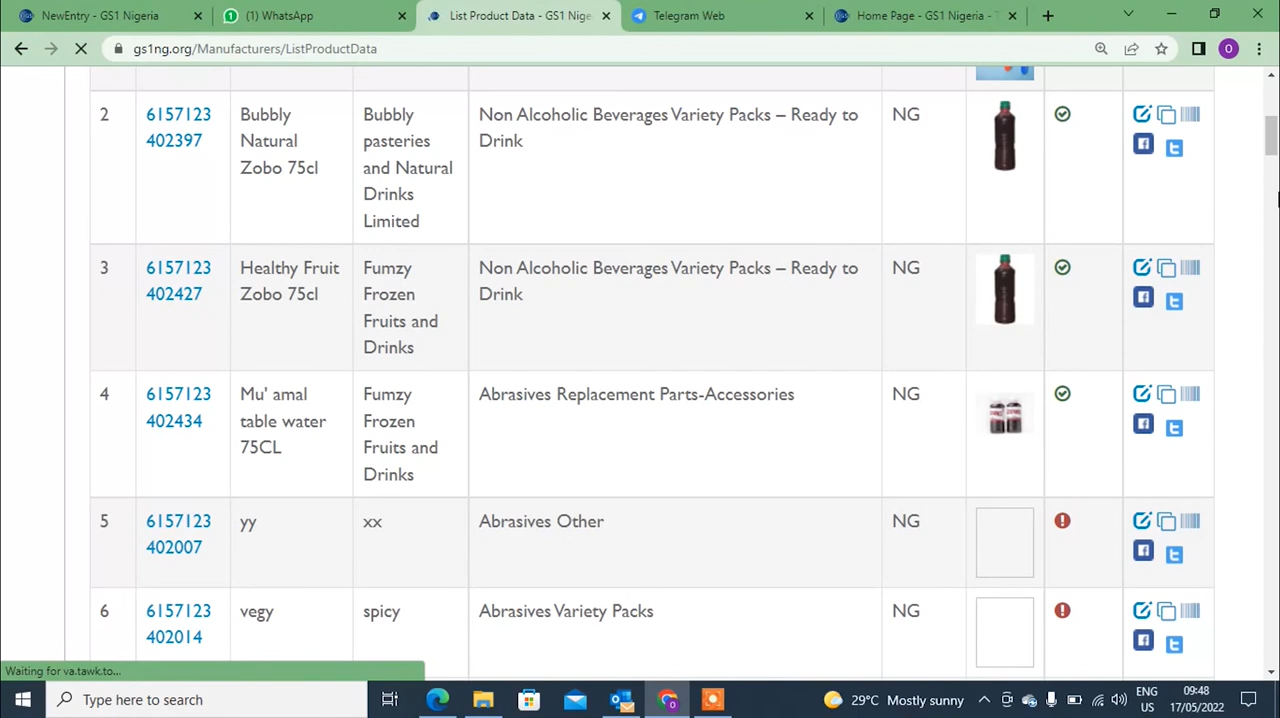 NewEntry - GS1 Nigeria
(1) WhatsApp
List Product Data - GS1 Nige
Telegram Web
Home Page - GS1 Nigeria - T
gs1ng.org/Manufacturers/ListProductData
O
2
6157123
402397
Bubbly
Natural
Zobo 75cl
Bubbly
pasteries
and Natural
Drinks
Limited
Non Alcoholic Beverages Variety Packs – Ready to
Drink
NG
3
6157123
402427
Healthy Fruit
Zobo 75cl
Fumzy
Frozen
Fruits and
Drinks
Non Alcoholic Beverages Variety Packs – Ready to
Drink
NG
4
6157123
402434
Mu' amal
table water
75CL
Fumzy
Frozen
Fruits and
Drinks
Abrasives Replacement Parts-Accessories
NG
5
6157123
402007
yy
xx
Abrasives Other
NG
6
6157123
402014
vegy
spicy
Abrasives Variety Packs
NG
Waiting for va.tawk.to...
Type here to search
29°C Mostly sunny
ENG
US
09:48
17/05/2022